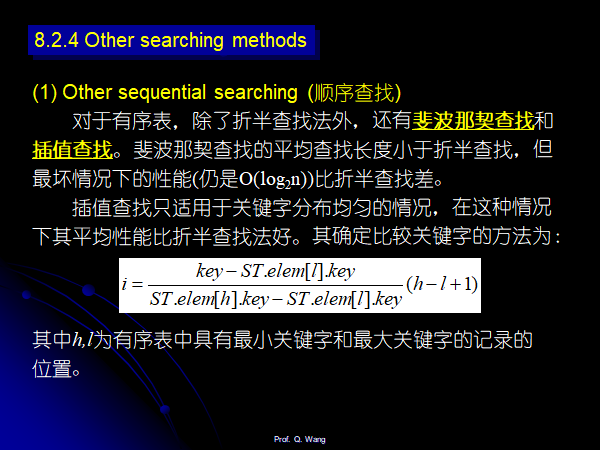 8.2.4 Other searching methods
(1) Other sequential searching (顺序查找)
对于有序表，除了折半查找法外，还有斐波那契查找和
插值查找。斐波那契查找的平均查找长度小于折半查找，但
最坏情况下的性能(仍是O(log₂n))比折半查找差。
插值查找只适用于关键字分布均匀的情况，在这种情况
下其平均性能比折半查找法好。其确定比较关键字的方法为：
i = (key − ST.elem[l].key) / (ST.elem[h].key − ST.elem[l].key) (h − l + 1)
其中h,l为有序表中具有最小关键字和最大关键字的记录的
位置。
Prof. Q. Wang